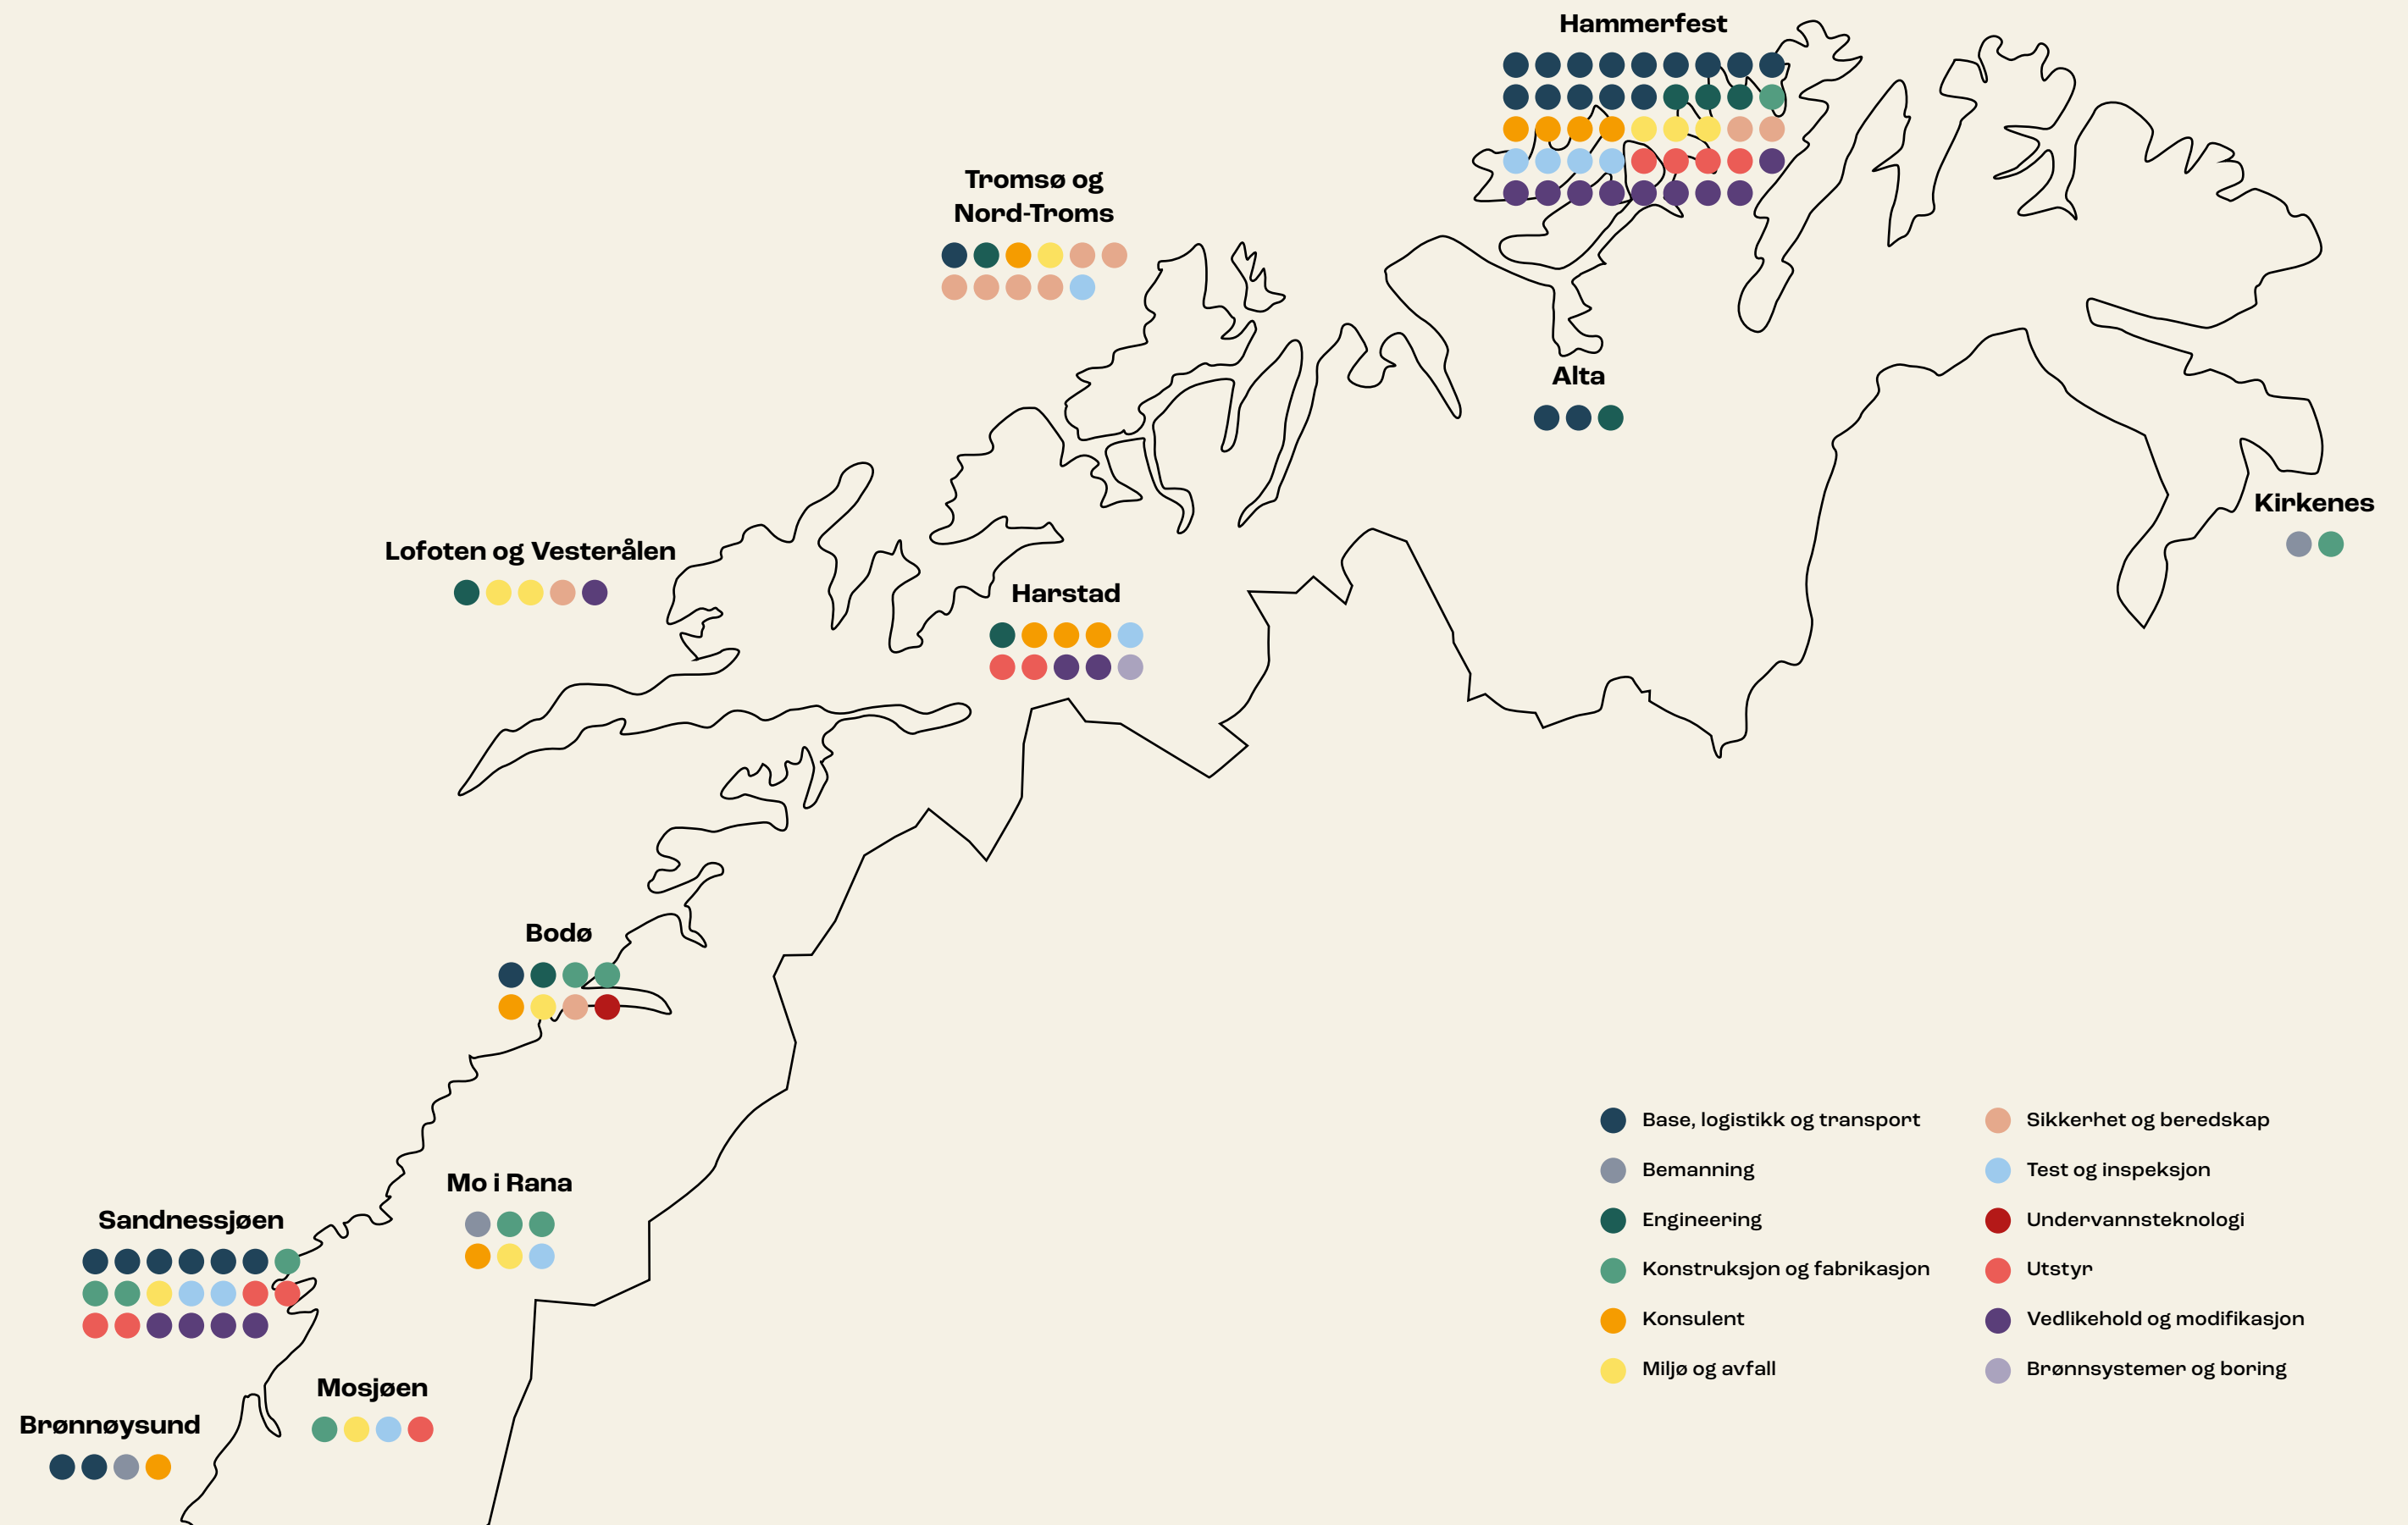 Hammerfest
Tromsø og
Nord-Troms
Alta
Kirkenes
Lofoten og Vesterålen
Harstad
Bodø
Mo i Rana
Sandnessjøen
Mosjøen
Brønnøysund
Base, logistikk og transport
Bemanning
Engineering
Konstruksjon og fabrikasjon
Konsulent
Miljø og avfall
Sikkerhet og beredskap
Test og inspeksjon
Undervannsteknologi
Utstyr
Vedlikehold og modifikasjon
Brønnsystemer og boring